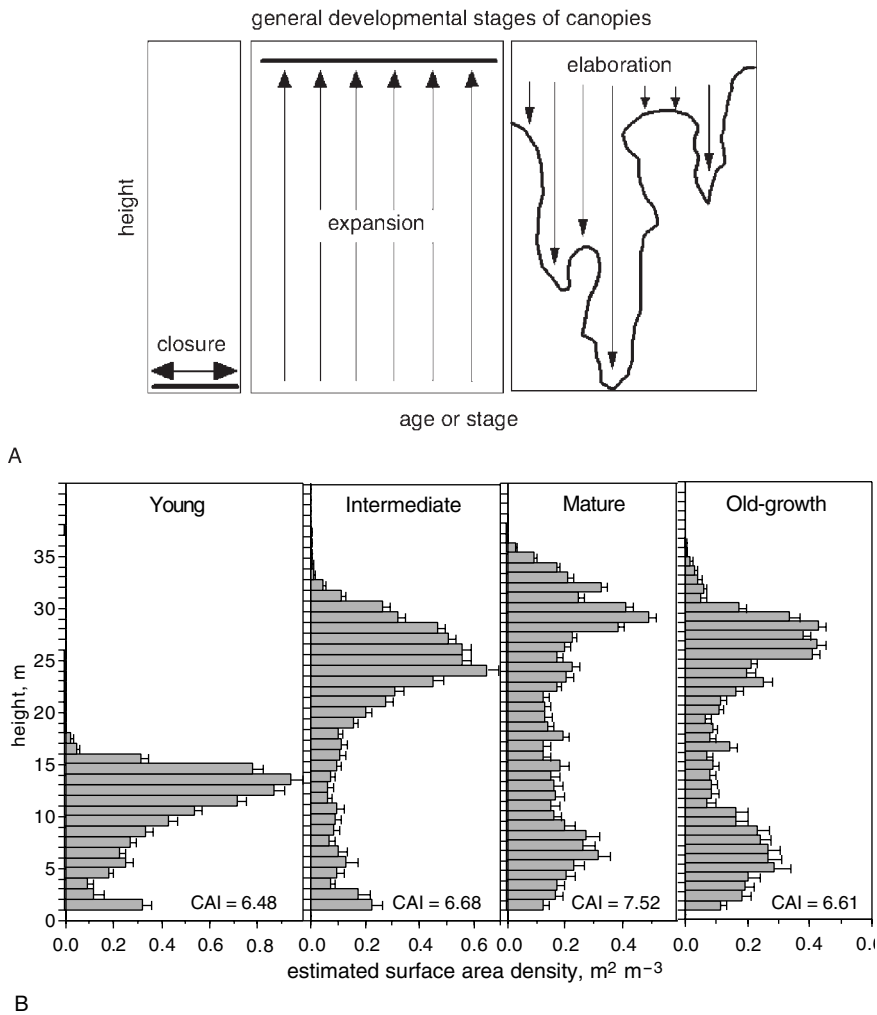 general developmental stages of canopies
elaboration
expansion
height
closure
age or stage
A
Young Intermediate Mature Old-growth
35
30
25
20
15
10
5
0
height, m
CAI = 6.48 CAI = 6.68 CAI = 7.52 CAI = 6.61
0.0 0.2 0.4 0.6 0.8 0.0 0.2 0.4 0.6 0.0 0.2 0.4 0.0 0.2 0.4
estimated surface area density, m² m⁻³
B